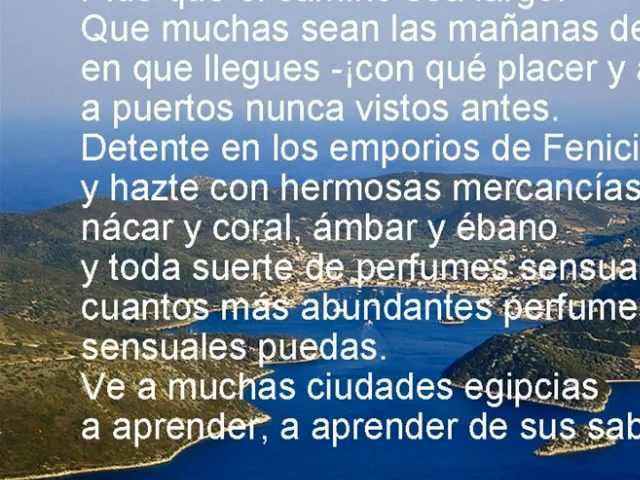 Que muchas sean las mañanas de
en que llegues -¡con qué placer y
a puertos nunca vistos antes.
Detente en los emporios de Fenici
y hazte con hermosas mercancías
nácar y coral, ámbar y ébano
y toda suerte de perfumes sensua
cuantos más abundantes perfume
sensuales puedas.
Ve a muchas ciudades egipcias
a aprender, a aprender de sus sab